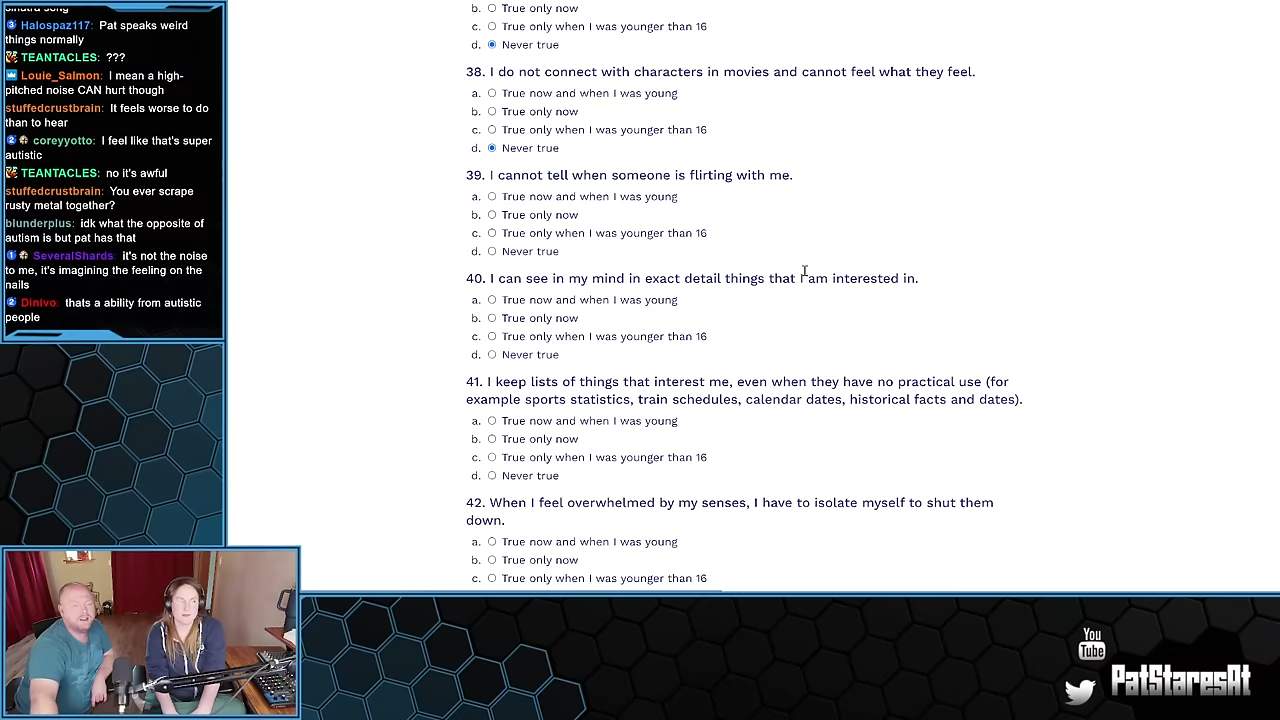 sinatra song
3 Halospaz117: Pat speaks weird
things normally
TEANTACLES: ???
Louie_Salmon: I mean a high-
pitched noise CAN hurt though
stuffedcrustbrain: It feels worse to do
than to hear
2 coreyyotto: I feel like that's super
autistic
TEANTACLES: no it's awful
stuffedcrustbrain: You ever scrape
rusty metal together?
blunderplus: idk what the opposite of
autism is but pat has that
1 SeveralShards: it's not the noise
to me, it's imagining the feeling on the
nails
2 Dinivo: thats a ability from autistic
people
b. True only now
c. True only when I was younger than 16
d. Never true
38. I do not connect with characters in movies and cannot feel what they feel.
a. True now and when I was young
b. True only now
c. True only when I was younger than 16
d. Never true
39. I cannot tell when someone is flirting with me.
a. True now and when I was young
b. True only now
c. True only when I was younger than 16
d. Never true
40. I can see in my mind in exact detail things that I am interested in.
a. True now and when I was young
b. True only now
c. True only when I was younger than 16
d. Never true
41. I keep lists of things that interest me, even when they have no practical use (for
example sports statistics, train schedules, calendar dates, historical facts and dates).
a. True now and when I was young
b. True only now
c. True only when I was younger than 16
d. Never true
42. When I feel overwhelmed by my senses, I have to isolate myself to shut them
down.
a. True now and when I was young
b. True only now
c. True only when I was younger than 16
You
Tube
PatStaresAt